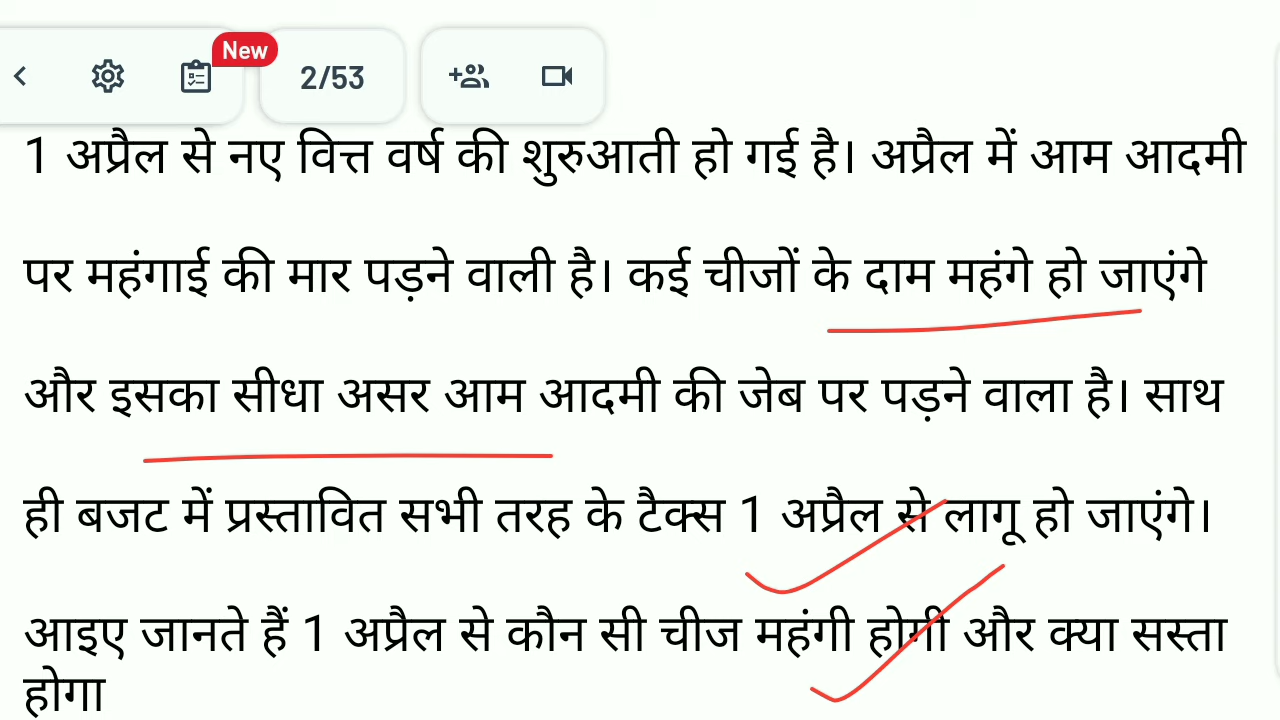 New
2/53
1 अप्रैल से नए वित्त वर्ष की शुरुआती हो गई है। अप्रैल में आम आदमी
पर महंगाई की मार पड़ने वाली है। कई चीजों के दाम महंगे हो जाएंगे
और इसका सीधा असर आम आदमी की जेब पर पड़ने वाला है। साथ
ही बजट में प्रस्तावित सभी तरह के टैक्स 1 अप्रैल से लागू हो जाएंगे।
आइए जानते हैं 1 अप्रैल से कौन सी चीज महंगी होगी और क्या सस्ता
होगा